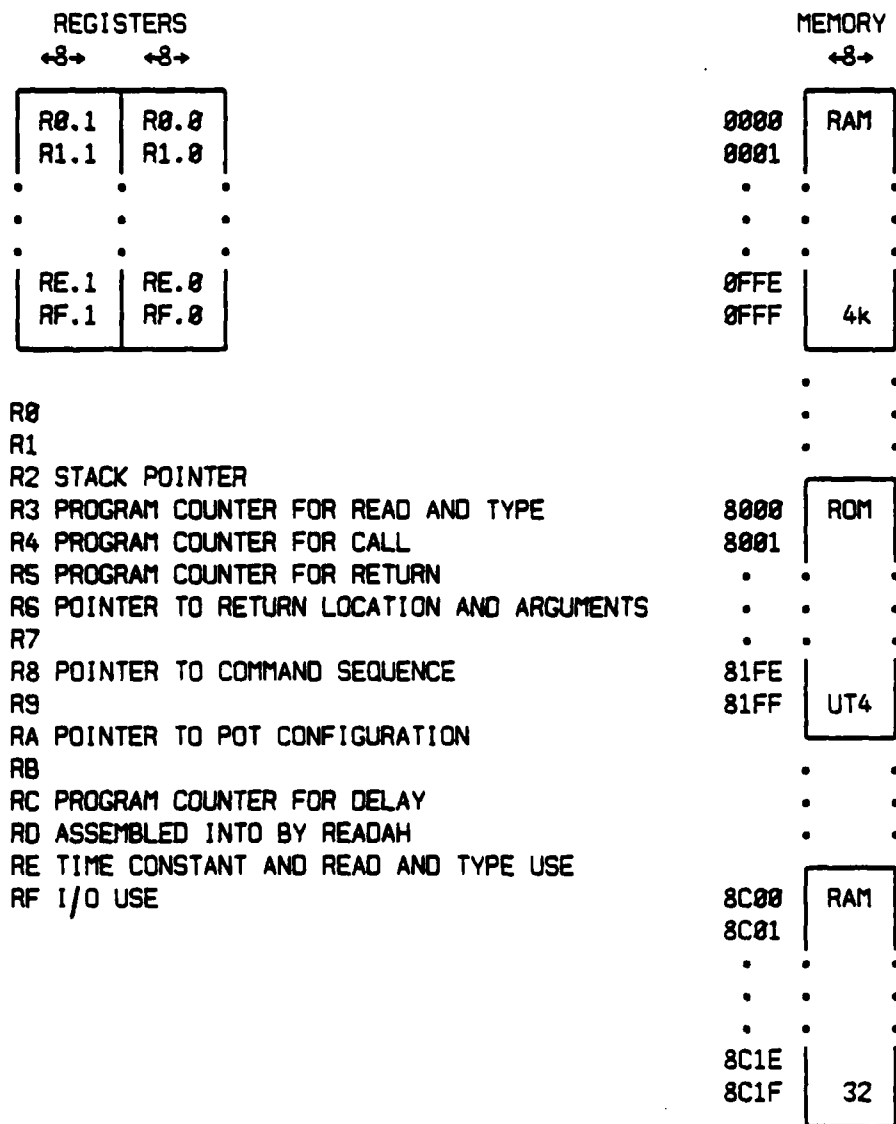 REGISTERS
←8→ ←8→
R0.1 R0.0
R1.1 R1.0
RE.1 RE.0
RF.1 RF.0
R0
R1
R2 STACK POINTER
R3 PROGRAM COUNTER FOR READ AND TYPE
R4 PROGRAM COUNTER FOR CALL
R5 PROGRAM COUNTER FOR RETURN
R6 POINTER TO RETURN LOCATION AND ARGUMENTS
R7
R8 POINTER TO COMMAND SEQUENCE
R9
RA POINTER TO POT CONFIGURATION
RB
RC PROGRAM COUNTER FOR DELAY
RD ASSEMBLED INTO BY READAH
RE TIME CONSTANT AND READ AND TYPE USE
RF I/O USE
MEMORY
←8→
0000 RAM
0001
0FFE
0FFF 4k
8000 ROM
8001
81FE
81FF UT4
8C00 RAM
8C01
8C1E
8C1F 32